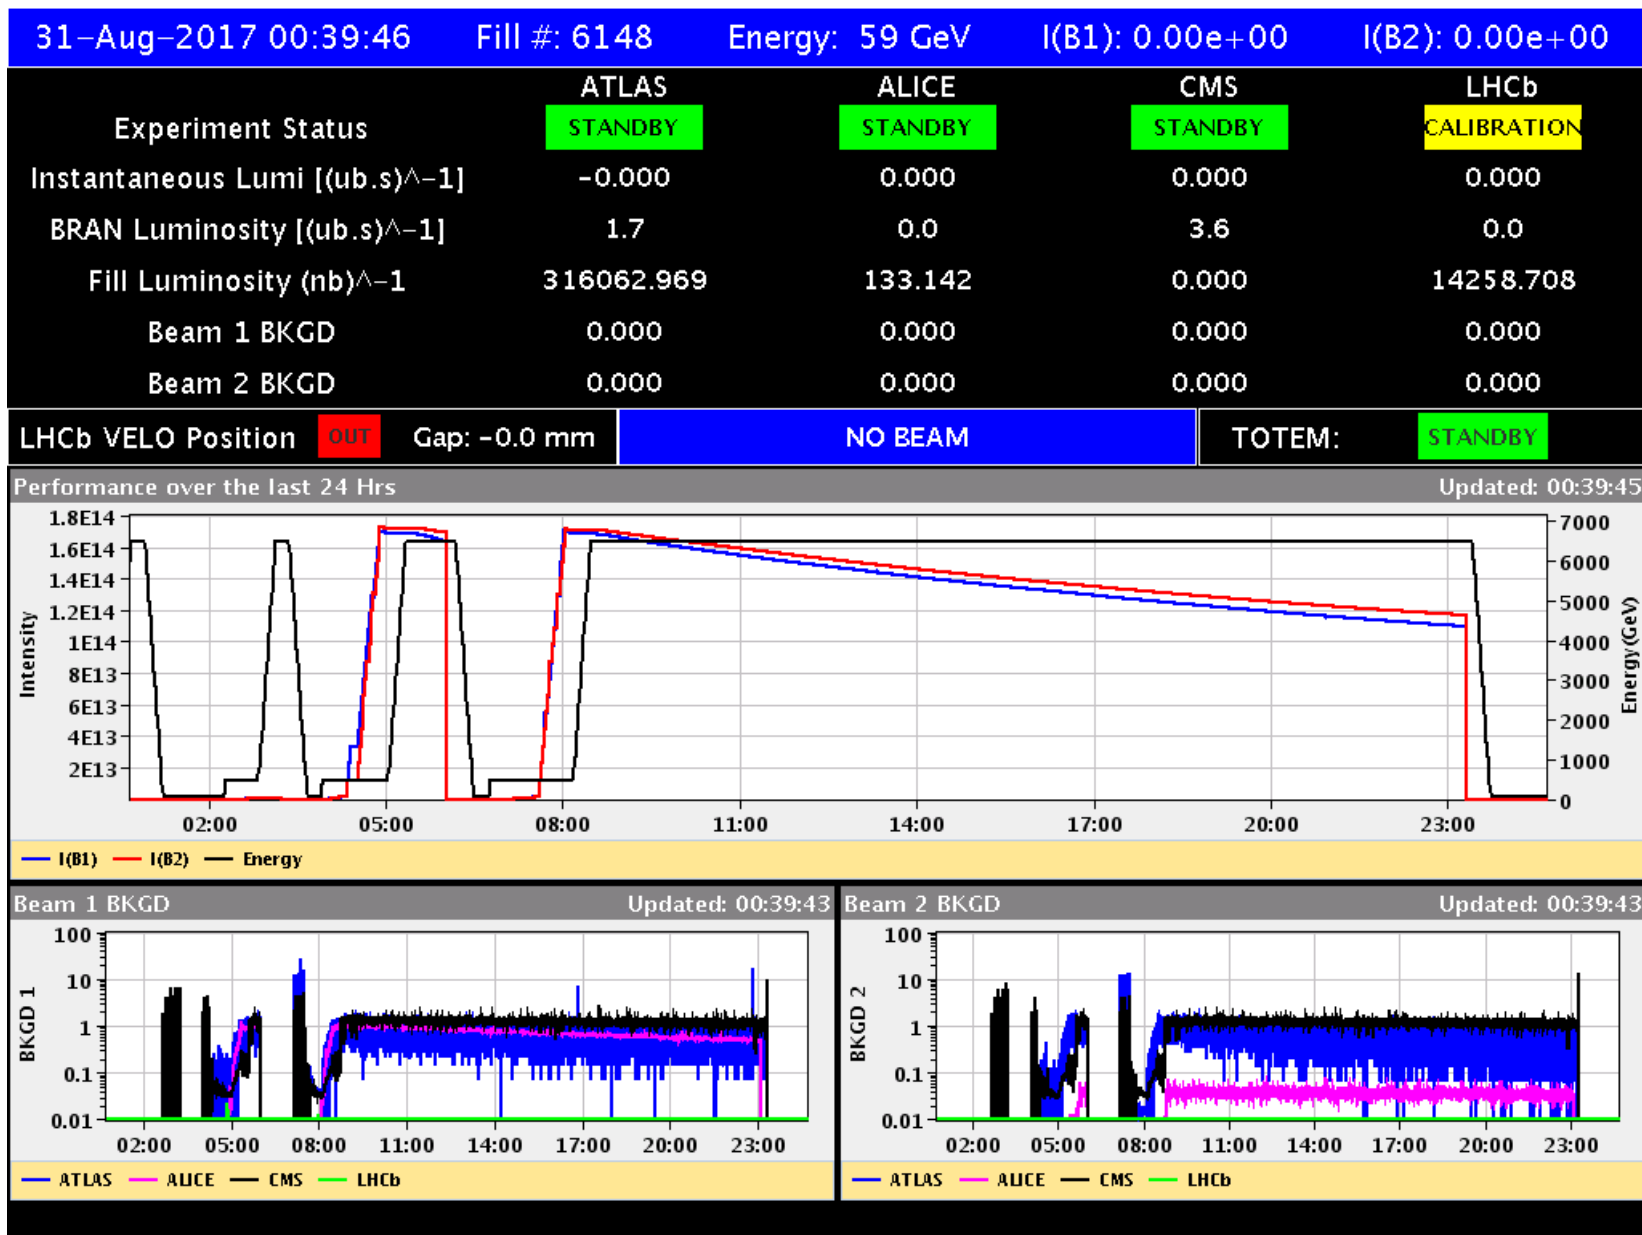 31-Aug-2017 00:39:46 Fill #: 6148 Energy: 59 GeV I(B1): 0.00e+00 I(B2): 0.00e+00
ATLAS ALICE CMS LHCb
Experiment Status STANDBY STANDBY STANDBY CALIBRATION
Instantaneous Lumi [(ub.s)^-1] -0.000 0.000 0.000 0.000
BRAN Luminosity [(ub.s)^-1] 1.7 0.0 3.6 0.0
Fill Luminosity (nb)^-1 316062.969 133.142 0.000 14258.708
Beam 1 BKGD 0.000 0.000 0.000 0.000
Beam 2 BKGD 0.000 0.000 0.000 0.000
LHCb VELO Position OUT Gap: -0.0 mm NO BEAM TOTEM: STANDBY
Performance over the last 24 Hrs Updated: 00:39:45
Intensity
1.8E14
1.6E14
1.4E14
1.2E14
1E14
8E13
6E13
4E13
2E13
7000
6000
5000
4000
3000
2000
1000
0
Energy(GeV)
02:00 05:00 08:00 11:00 14:00 17:00 20:00 23:00
I(B1) I(B2) Energy
Beam 1 BKGD Updated: 00:39:43
BKGD 1
100
10
1
0.1
0.01
02:00 05:00 08:00 11:00 14:00 17:00 20:00 23:00
ATLAS ALICE CMS LHCb
Beam 2 BKGD Updated: 00:39:43
BKGD 2
100
10
1
0.1
0.01
02:00 05:00 08:00 11:00 14:00 17:00 20:00 23:00
ATLAS ALICE CMS LHCb